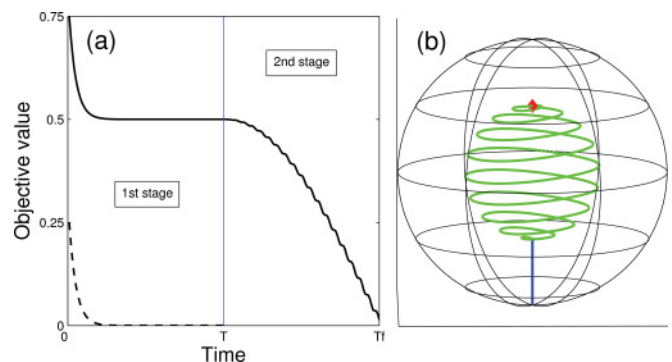 0.75
(a)
2nd stage
0.5
1st stage
0.25
0
Objective value
0
T
Tf
Time
(b)